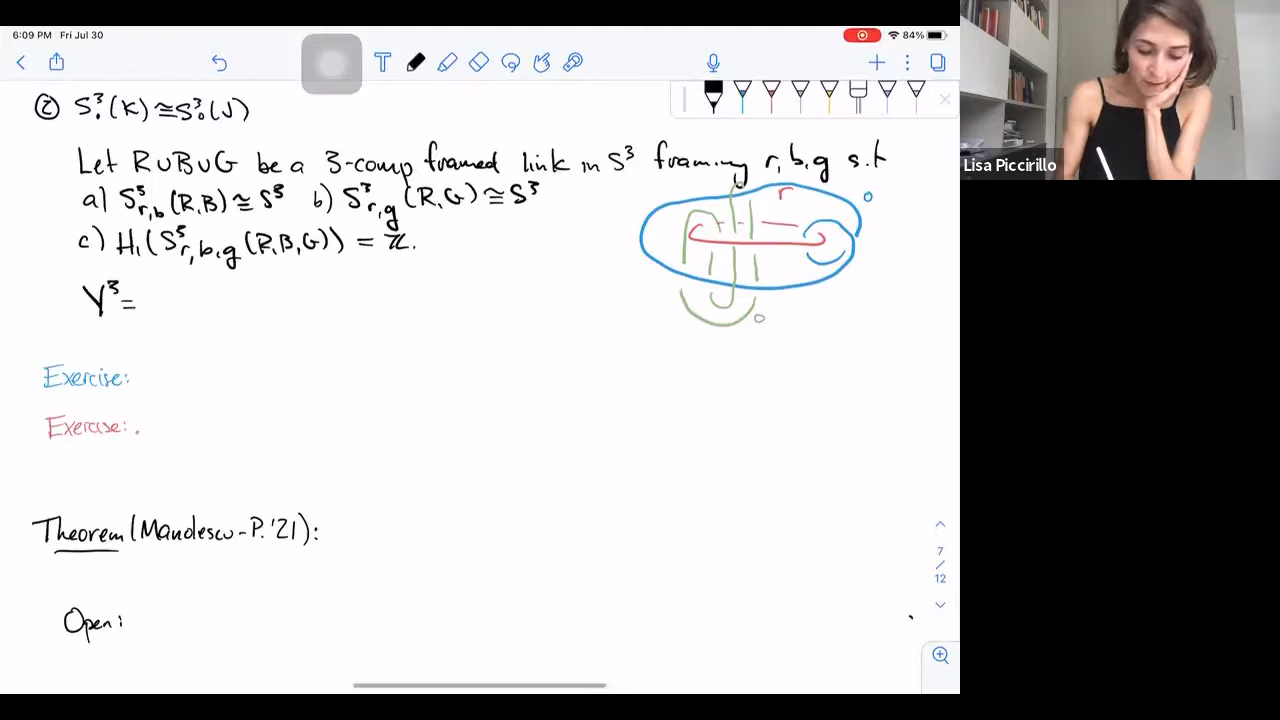 6:09 PM Fri Jul 30
84%
② S³₀(K)≅S³₀(J)
Let R∪B∪G be a 3-comp framed link in S³ framing r, b, g s.t
a) S³r,b(R,B)≅S³ b) S³r,g(R,G)≅S³
c) H₁(S³r,b,g(R,B,G)) = ℤ.
r
0
0
Y³=
Exercise:
Exercise:.
Theorem (Manolescu-P. '21):
Open:
7
/
12
Lisa Piccirillo